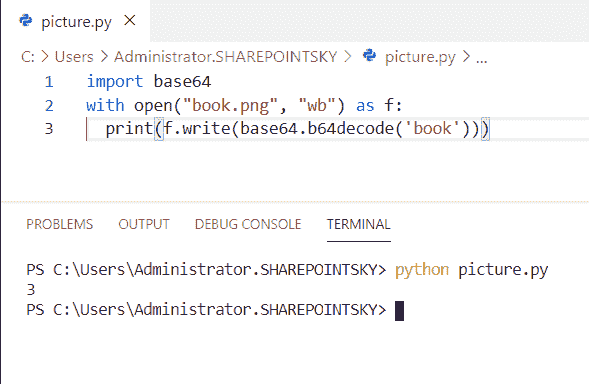 picture.py ×
C: > Users > Administrator.SHAREPOINTSKY > picture.py > ...
1 import base64
2 with open("book.png", "wb") as f:
3 print(f.write(base64.b64decode('book')))
PROBLEMS OUTPUT DEBUG CONSOLE TERMINAL
PS C:\Users\Administrator.SHAREPOINTSKY> python picture.py
3
PS C:\Users\Administrator.SHAREPOINTSKY>